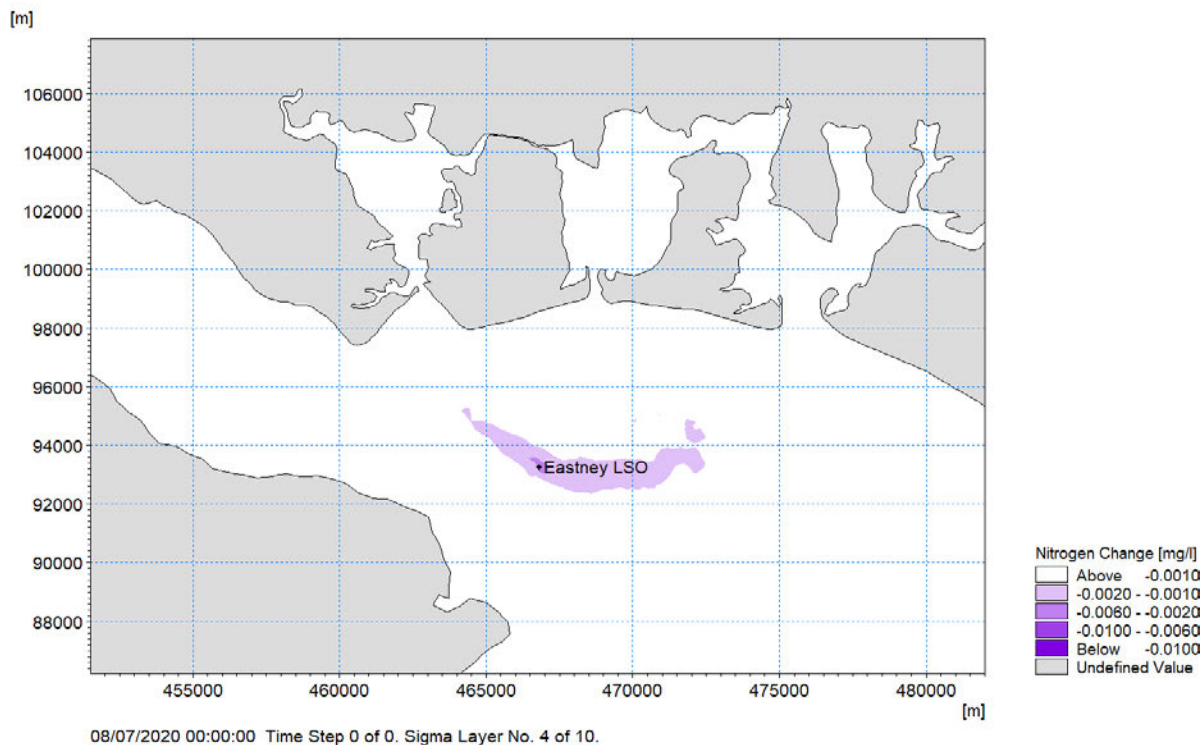 [m]
106000
104000
102000
100000
98000
96000
94000
Eastney LSO
92000
90000
88000
455000 460000 465000 470000 475000 480000
[m]
Nitrogen Change [mg/l]
Above -0.0010
-0.0020 - -0.0010
-0.0060 - -0.0020
-0.0100 - -0.0060
Below -0.0100
Undefined Value
08/07/2020 00:00:00 Time Step 0 of 0. Sigma Layer No. 4 of 10.